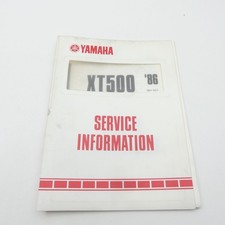 YAMAHA
XT500 '86
SERVICE
INFORMATION